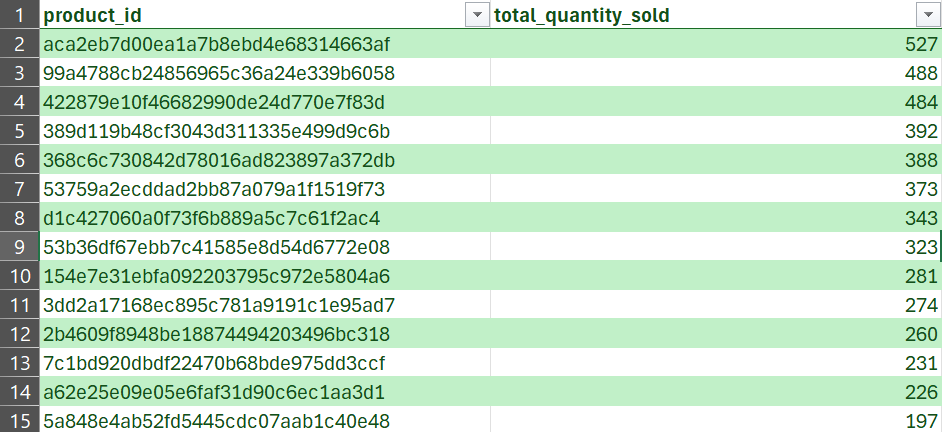 1 product_id total_quantity_sold
2 aca2eb7d00ea1a7b8ebd4e68314663af 527
3 99a4788cb24856965c36a24e339b6058 488
4 422879e10f46682990de24d770e7f83d 484
5 389d119b48cf3043d311335e499d9c6b 392
6 368c6c730842d78016ad823897a372db 388
7 53759a2ecddad2bb87a079a1f1519f73 373
8 d1c427060a0f73f6b889a5c7c61f2ac4 343
9 53b36df67ebb7c41585e8d54d6772e08 323
10 154e7e31ebfa092203795c972e5804a6 281
11 3dd2a17168ec895c781a9191c1e95ad7 274
12 2b4609f8948be18874494203496bc318 260
13 7c1bd920dbdf22470b68bde975dd3ccf 231
14 a62e25e09e05e6faf31d90c6ec1aa3d1 226
15 5a848e4ab52fd5445cdc07aab1c40e48 197